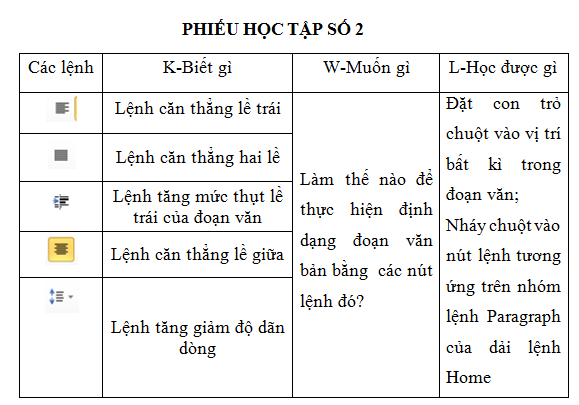 PHIẾU HỌC TẬP SỐ 2
Các lệnh
K-Biết gì
W-Muốn gì
L-Học được gì
Lệnh căn thẳng lề trái
Lệnh căn thẳng hai lề
Lệnh tăng mức thụt lề
trái của đoạn văn
Lệnh căn thẳng lề giữa
Lệnh tăng giảm độ dãn
dòng
Làm thế nào để
thực hiện định
dạng đoạn văn
bản bằng các nút
lệnh đó?
Đặt con trỏ
chuột vào vị trí
bất kì trong
đoạn văn;
Nháy chuột vào
nút lệnh tương
ứng trên nhóm
lệnh Paragraph
của dải lệnh
Home